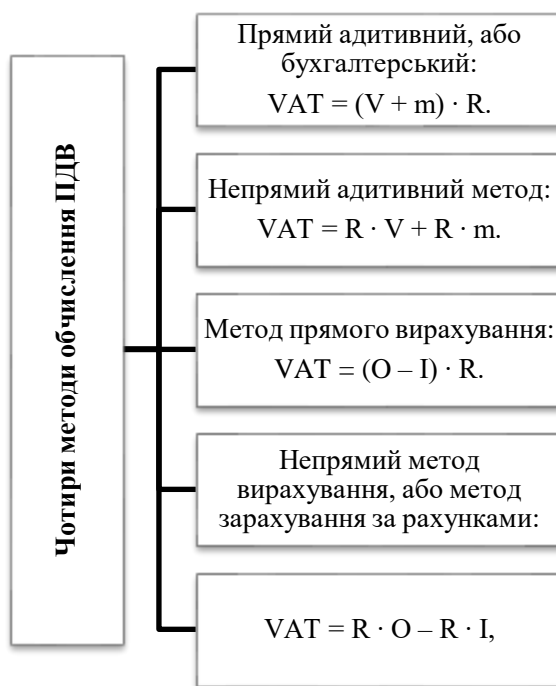 Чотири методи обчислення ПДВ
Прямий адитивний, або
бухгалтерський:
VAT = (V + m) · R.
Непрямий адитивний метод:
VAT = R · V + R · m.
Метод прямого вирахування:
VAT = (O – I) · R.
Непрямий метод
вирахування, або метод
зарахування за рахунками:
VAT = R · O – R · I,